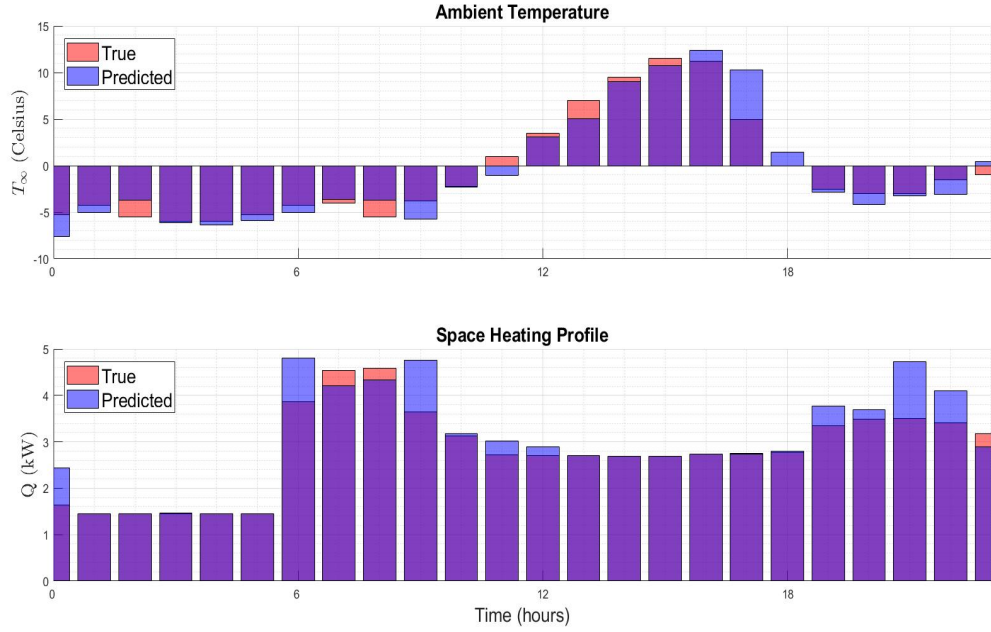 Ambient Temperature
15
10
5
0
-5
-10
T∞ (Celsius)
True
Predicted
0 6 12 18
Space Heating Profile
5
4
3
2
1
0
Q (kW)
True
Predicted
0 6 12 18
Time (hours)